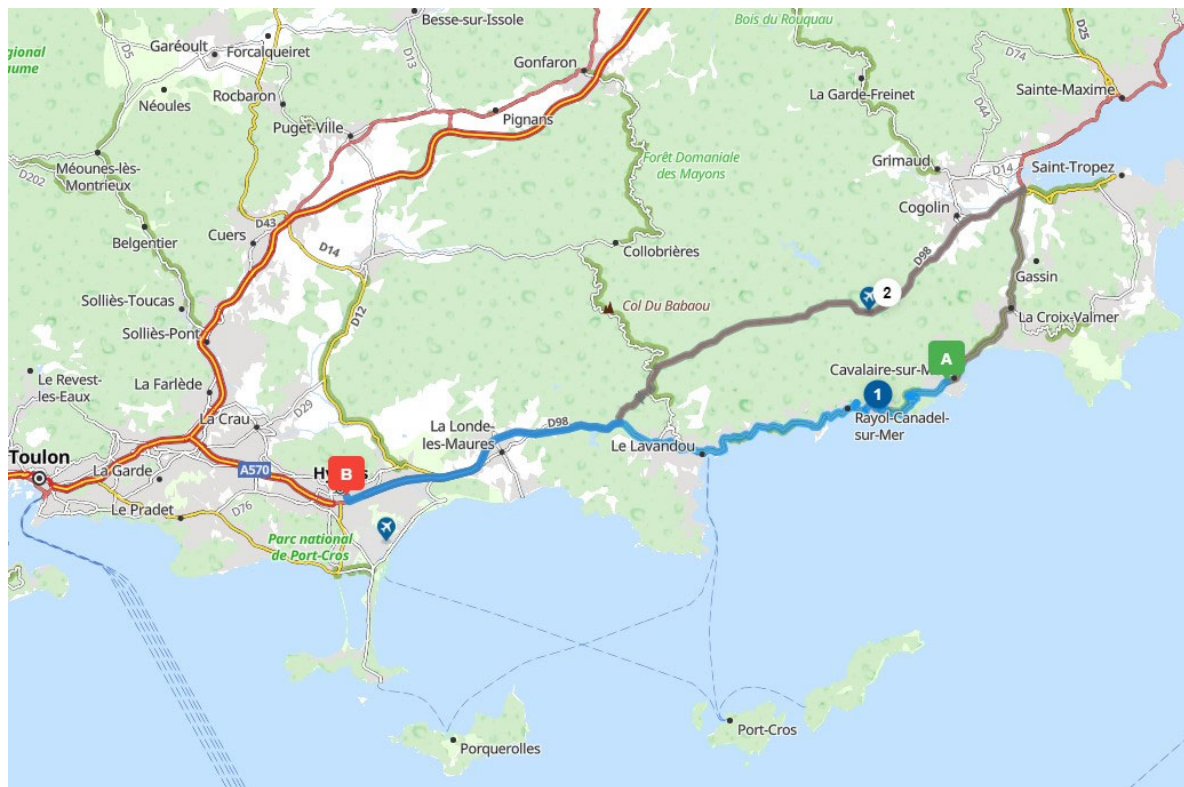 Besse-sur-Issole
Bois du Rouquau
D25
Garéoult
Forcalqueiret
D5
D13
Gonfaron
D74
Néoules
Rocbaron
La Garde-Freinet
Sainte-Maxime
Pignans
Puget-Ville
D44
Méounes-lès-
Montrieux
D202
Forêt Domaniale
des Mayons
Grimaud
D14
Saint-Tropez
Cogolin
D43
Belgentier
Cuers
D14
Collobrières
D98
Gassin
Solliès-Toucas
D12
Col Du Babaou
2
La Croix-Valmer
Solliès-Pont
A
Le Revest-
les-Eaux
La Farlède
Cavalaire-sur-M
1
La Crau
D29
La Londe-
les-Maures
D98
Rayol-Canadel-
sur-Mer
Le Lavandou
Toulon
La Garde
A570
B
Le Pradet
D76
Parc national
de Port-Cros
Port-Cros
Porquerolles